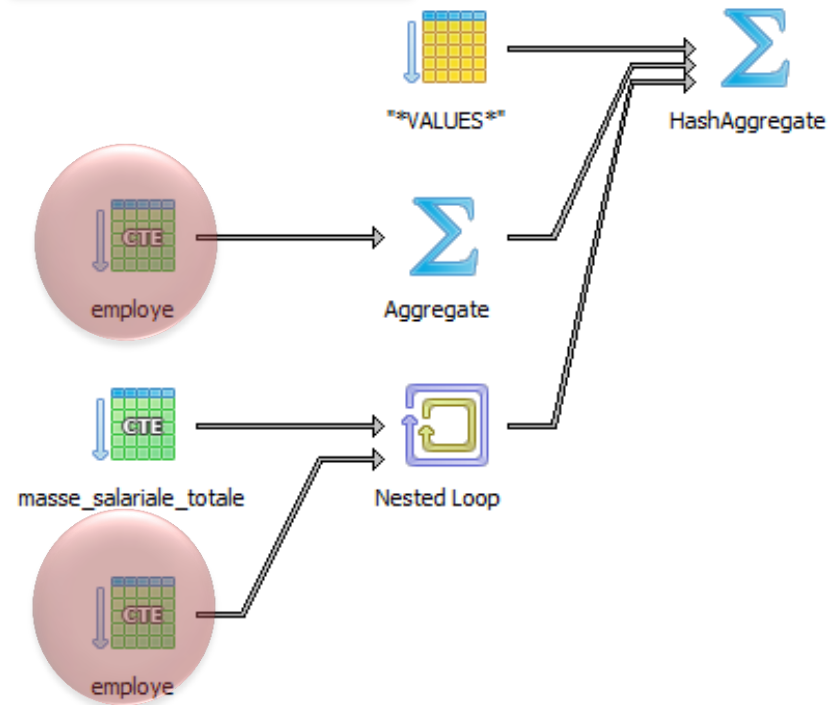 "*VALUES*"
HashAggregate
CTE
employe
Aggregate
CTE
masse_salariale_totale
Nested Loop
CTE
employe